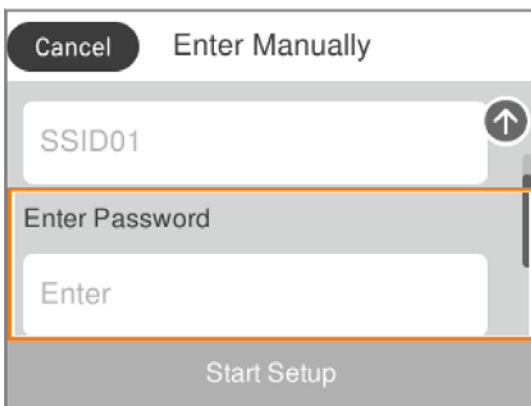 Cancel Enter Manually
SSID01
Enter Password
Enter
Start Setup